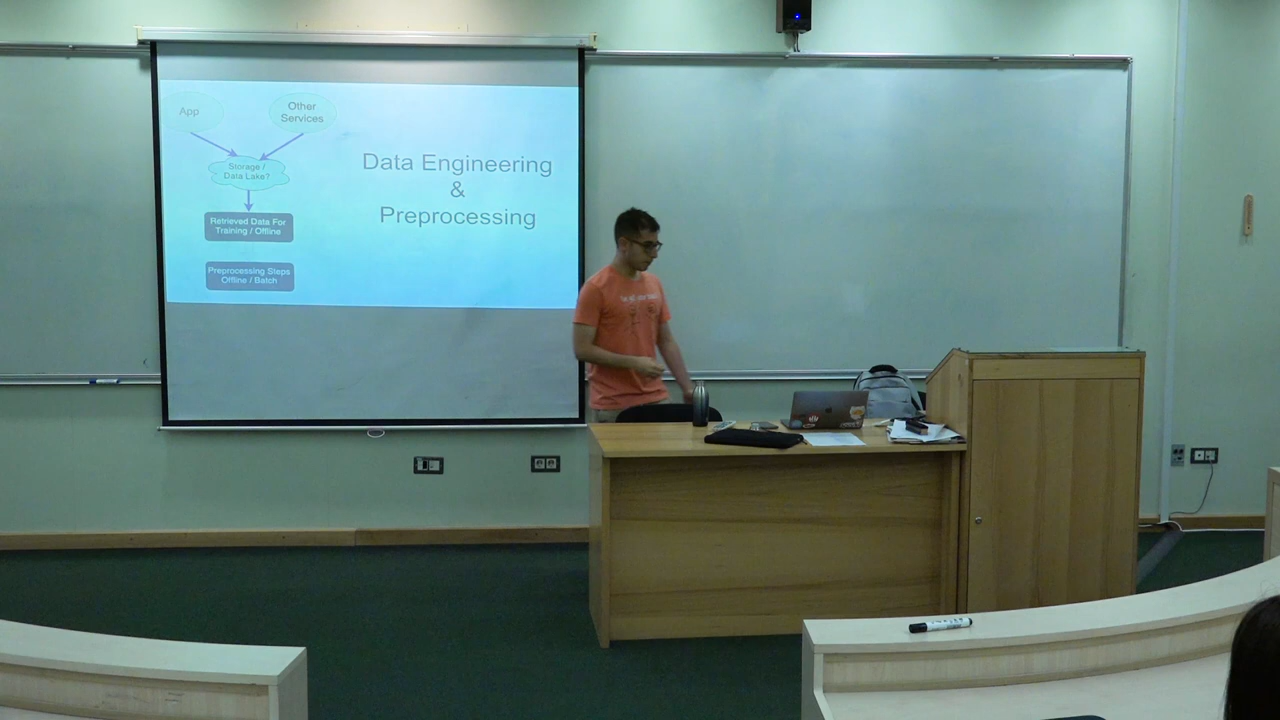 App
Other
Services
Storage /
Data Lake?
Retrieved Data For
Training / Offline
Preprocessing Steps
Offline / Batch
Data Engineering
&
Preprocessing